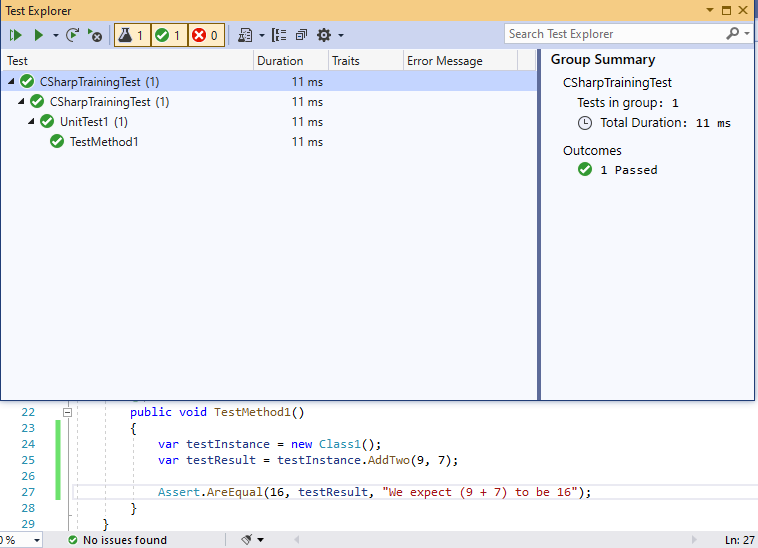 Test Explorer
1 1 0
Search Test Explorer
Test Duration Traits Error Message
CSharpTrainingTest (1) 11 ms
CSharpTrainingTest (1) 11 ms
UnitTest1 (1) 11 ms
TestMethod1 11 ms
Group Summary
CSharpTrainingTest
Tests in group: 1
Total Duration: 11 ms
Outcomes
1 Passed
22 public void TestMethod1()
23 {
24 var testInstance = new Class1();
25 var testResult = testInstance.AddTwo(9, 7);
26
27 Assert.AreEqual(16, testResult, "We expect (9 + 7) to be 16");
28 }
29 }
0 % No issues found Ln: 27